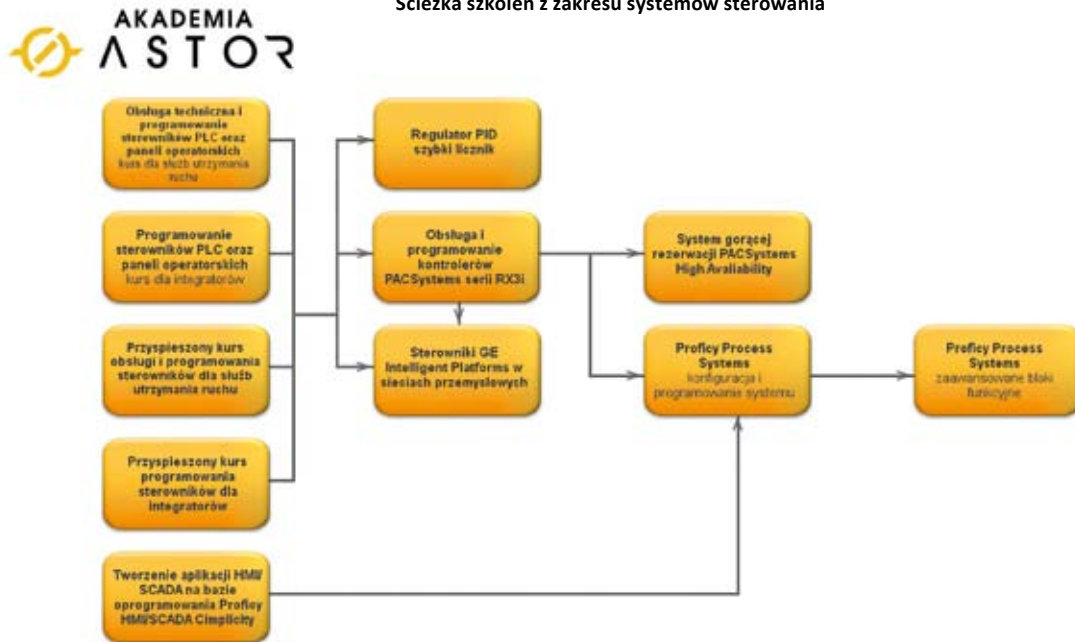 Ścieżka szkoleń z zakresu systemów sterowania
AKADEMIA
ASTOR
Obsługa techniczna i
programowanie
sterowników PLC oraz
paneli operatorskich
kurs dla służb utrzymania
ruchu
Regulator PID
szybki licznik
Programowanie
sterowników PLC oraz
paneli operatorskich
kurs dla integratorów
Obsługa i
programowanie
kontrolerów
PACSystems serii RX3i
System gorącej
rezerwacji PACSystems
High Availability
Przyspieszony kurs
obsługi i programowania
sterowników dla służb
utrzymania ruchu
Sterowniki GE
Intelligent Platforms w
sieciach przemysłowych
Proficy Process
Systems
konfiguracja i
programowanie systemu
Proficy Process
Systems
zaawansowane bloki
funkcyjne
Przyspieszony kurs
programowania
sterowników dla
integratorów
Tworzenie aplikacji HMI/
SCADA na bazie
oprogramowania Proficy
HMI/SCADA Cimplicity